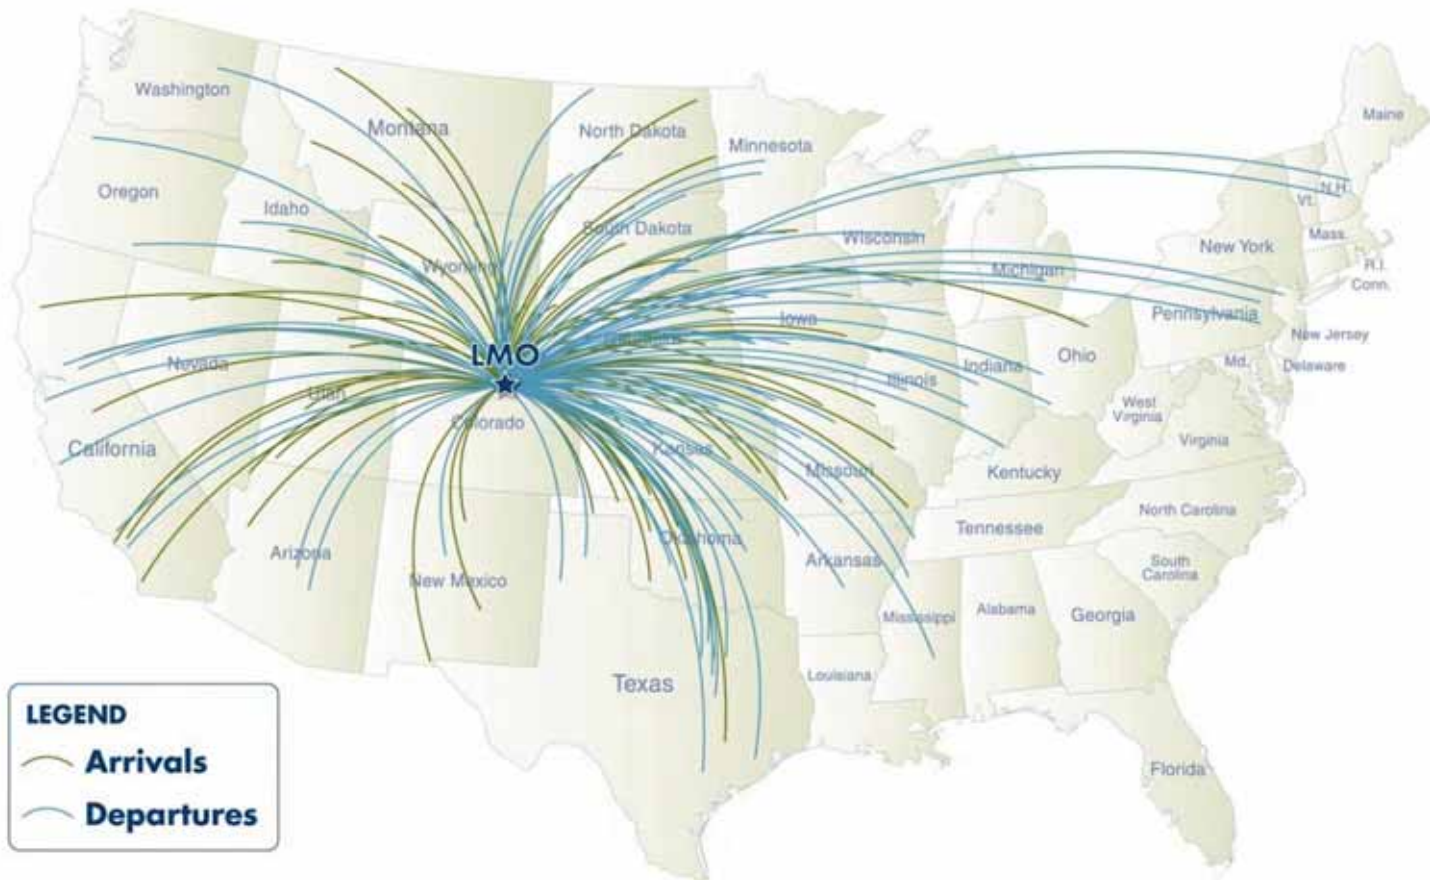 Washington
Montana
North Dakota
Minnesota
Maine
Oregon
Idaho
South Dakota
Wisconsin
Vt.
N.H.
New York
Mass.
Wyoming
Michigan
R.I.
Conn.
Iowa
Pennsylvania
New Jersey
LMO
Nevada
Utah
Illinois
Indiana
Ohio
Md.
Delaware
Colorado
California
Kansas
Missouri
West
Virginia
Virginia
Kentucky
North Carolina
Tennessee
Arizona
New Mexico
Oklahoma
Arkansas
South
Carolina
Mississippi
Alabama
Georgia
Texas
Louisiana
Florida
LEGEND
Arrivals
Departures